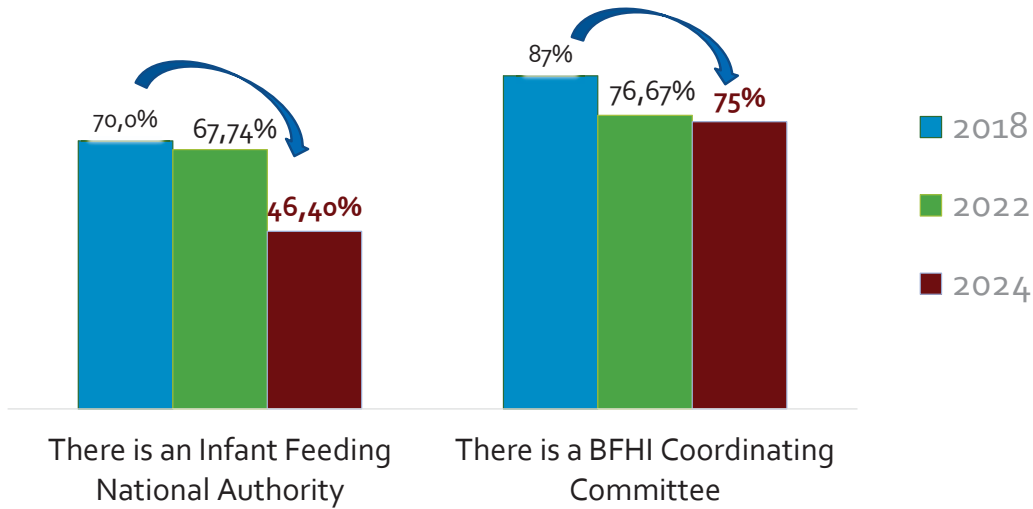 87%
76,67%
75%
70,0%
67,74%
46,40%
2018
2022
2024
There is an Infant Feeding
National Authority
There is a BFHI Coordinating
Committee